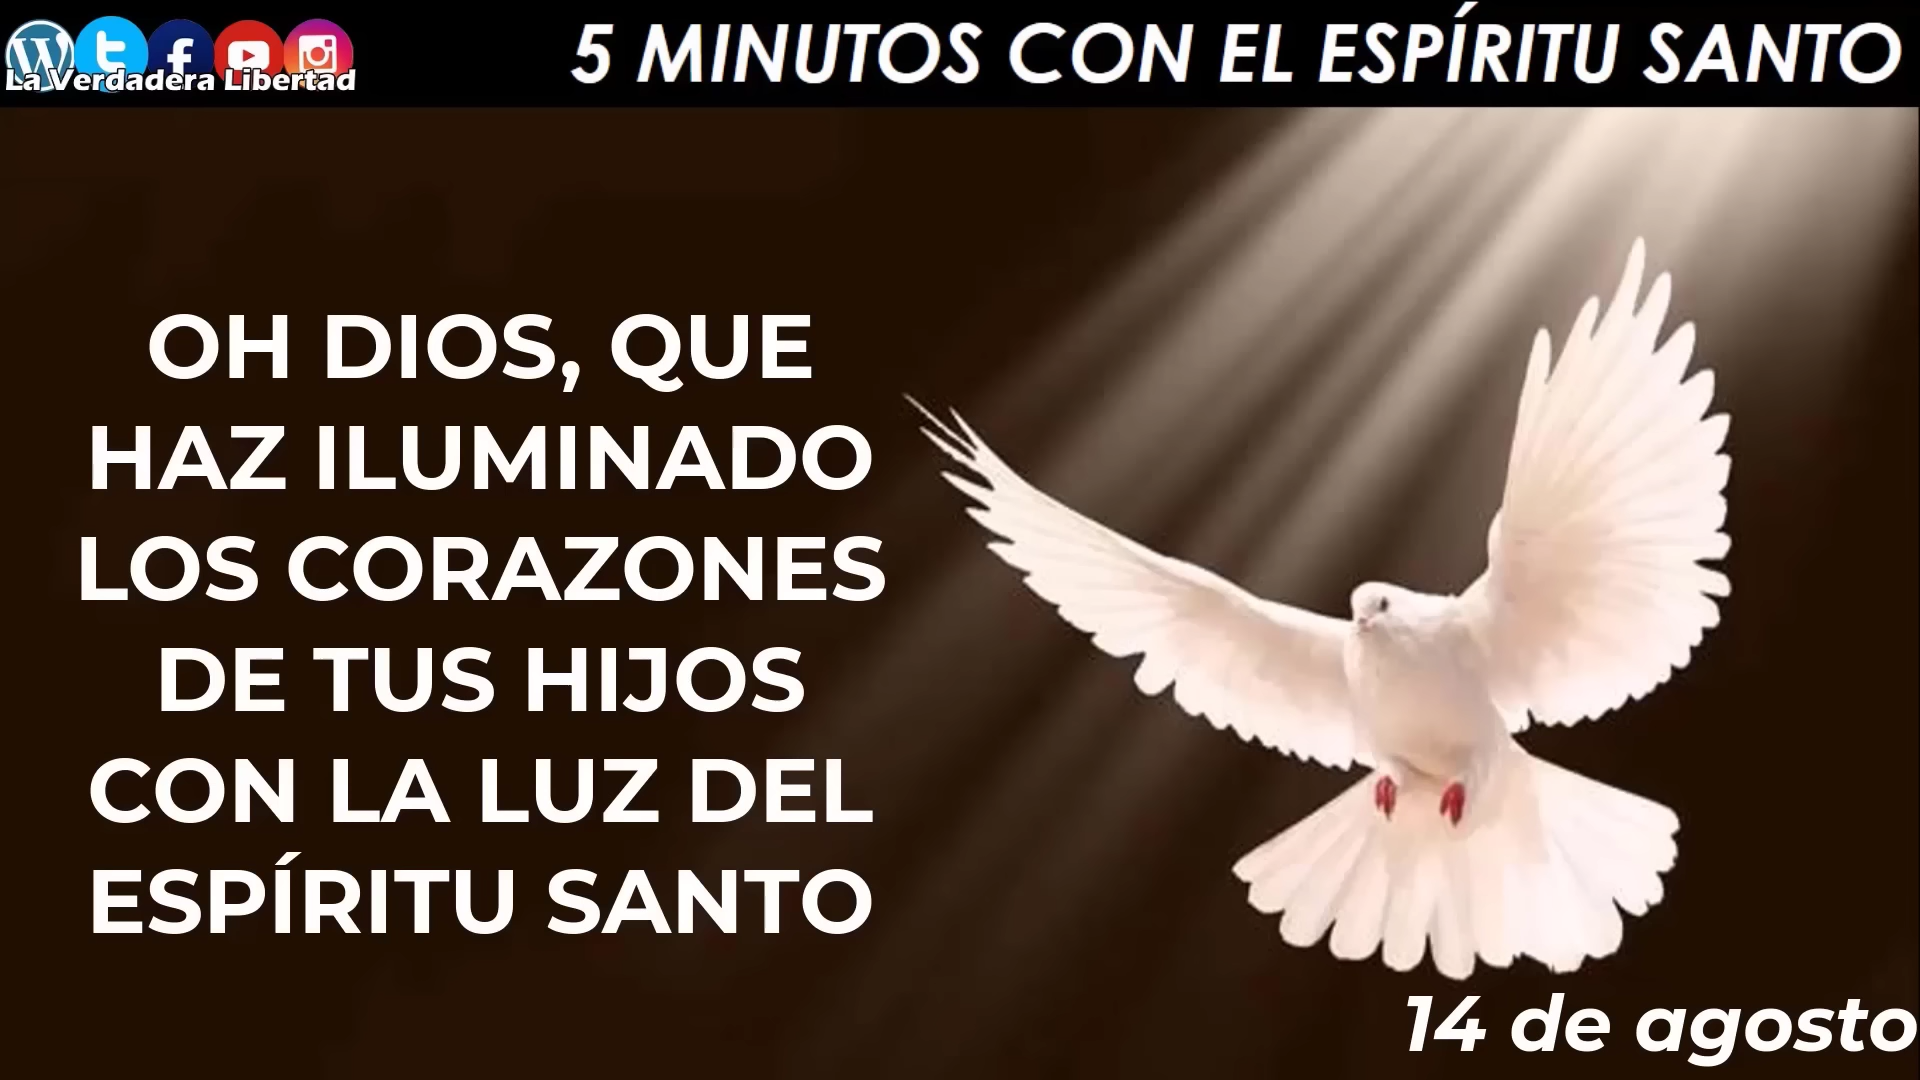 La Verdadera Libertad
5 MINUTOS CON EL ESPÍRITU SANTO
OH DIOS, QUE
HAZ ILUMINADO
LOS CORAZONES
DE TUS HIJOS
CON LA LUZ DEL
ESPÍRITU SANTO
14 de agosto